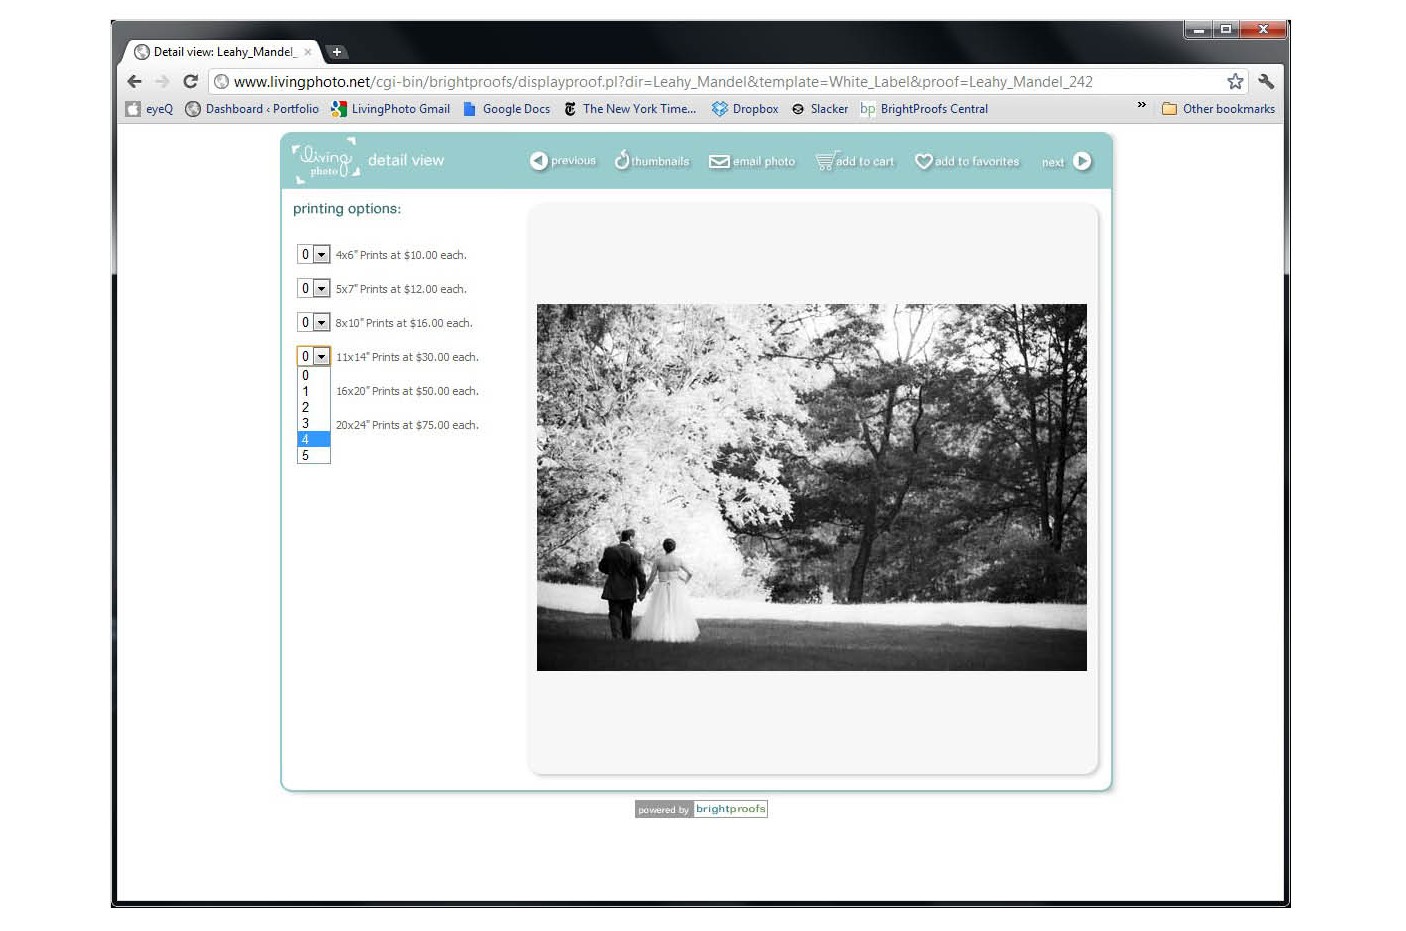 Detail view: Leahy_Mandel_
www.livingphoto.net/cgi-bin/brightproofs/displayproof.pl?dir=Leahy_Mandel&template=White_Label&proof=Leahy_Mandel_242
eyeQ Dashboard ‹ Portfolio LivingPhoto Gmail Google Docs The New York Time... Dropbox Slacker bp BrightProofs Central » Other bookmarks
living photo detail view previous thumbnails email photo add to cart add to favorites next
printing options:
0 4x6" Prints at $10.00 each.
0 5x7" Prints at $12.00 each.
0 8x10" Prints at $16.00 each.
0 11x14" Prints at $30.00 each.
0
1 16x20" Prints at $50.00 each.
2
3 20x24" Prints at $75.00 each.
4
5
powered by brightproofs